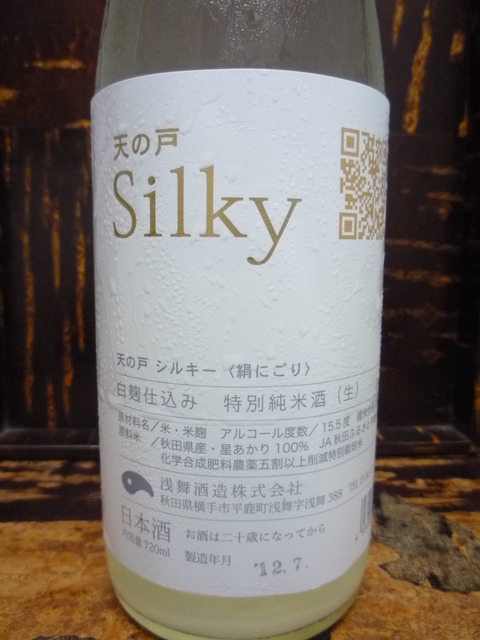 天の戸
Silky
天の戸 シルキー〈絹にごり〉
白麹仕込み 特別純米酒(生)
原材料名/米・米麹 アルコール度数/15.5度
原料米/秋田県産・星あかり100% JA秋田ふるさと
化学合成肥料農薬五割以上削減特別栽培米
浅舞酒造株式会社
秋田県横手市平鹿町浅舞字浅舞388 TEL
日本酒 お酒は二十歳になってから
内容量720ml 製造年月 '12.7.